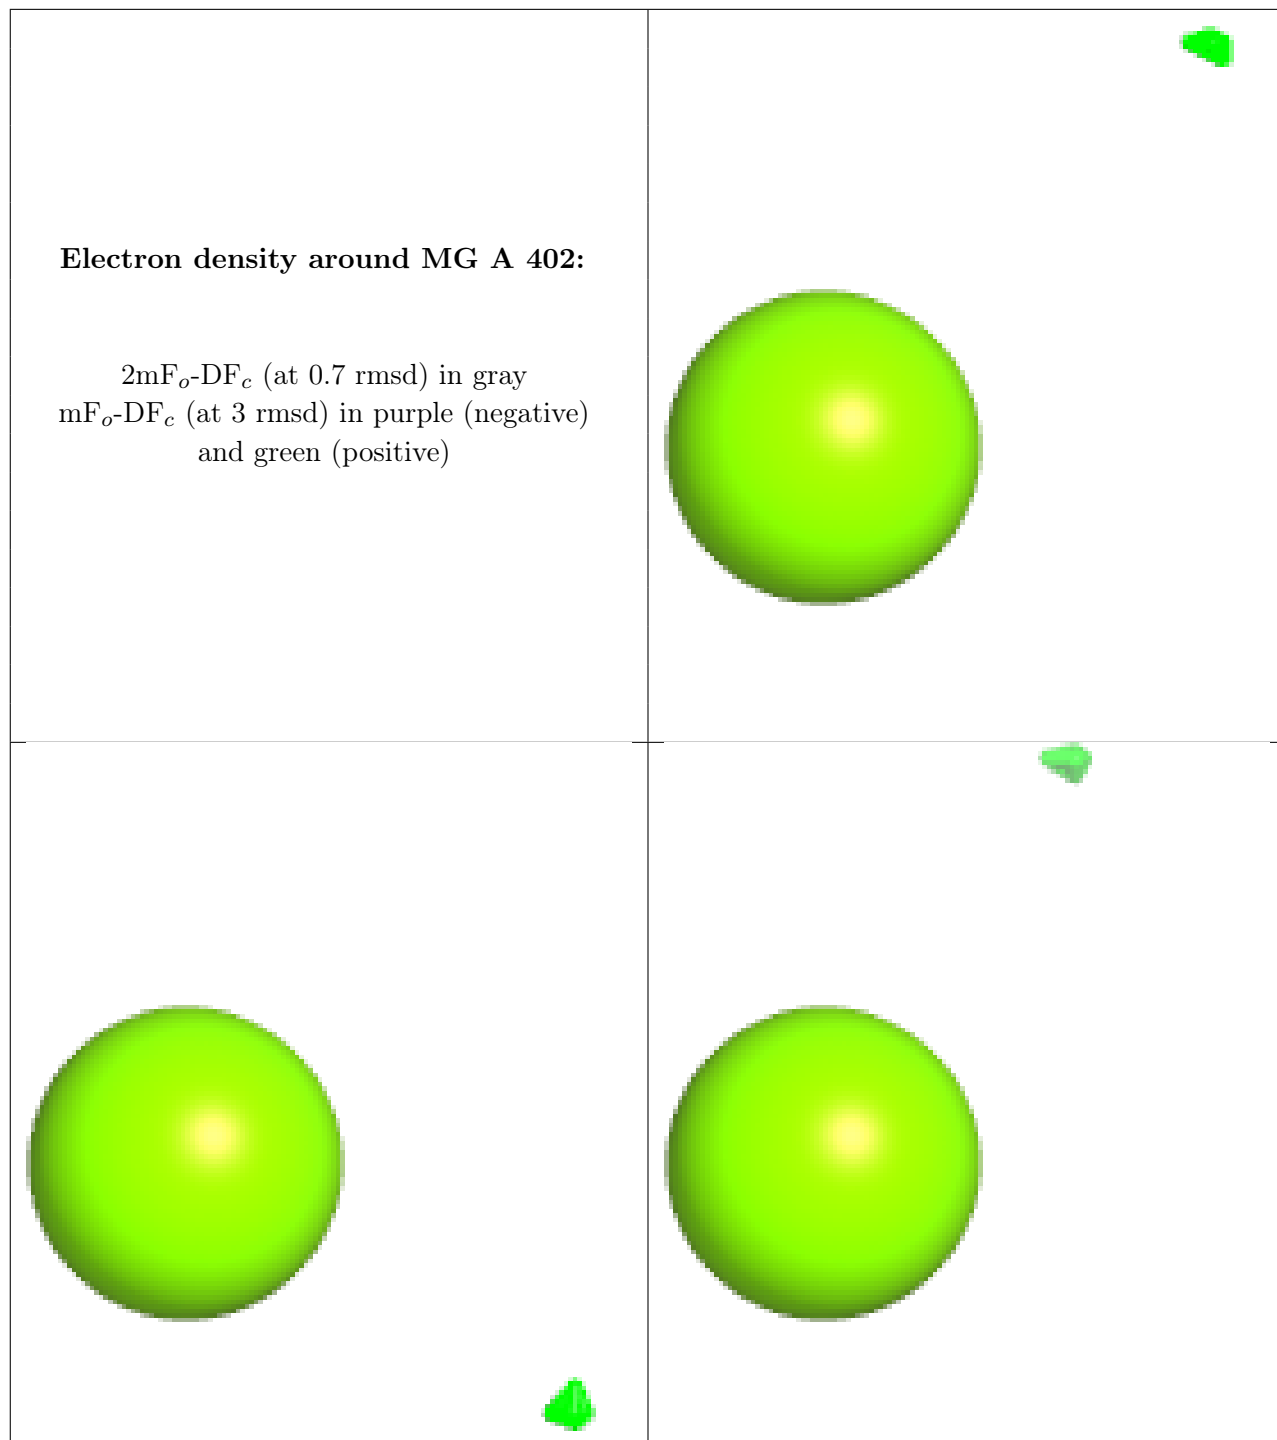 Electron density around MG A 402:
2mFo-DFc (at 0.7 rmsd) in gray
mFo-DFc (at 3 rmsd) in purple (negative)
and green (positive)